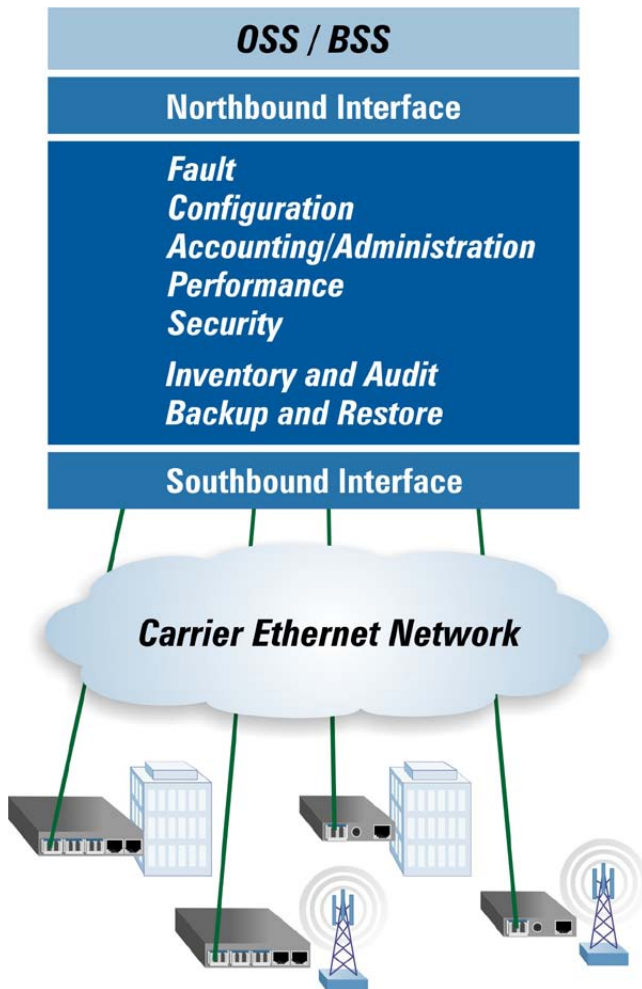 OSS / BSS
Northbound Interface
Fault
Configuration
Accounting/Administration
Performance
Security
Inventory and Audit
Backup and Restore
Southbound Interface
Carrier Ethernet Network